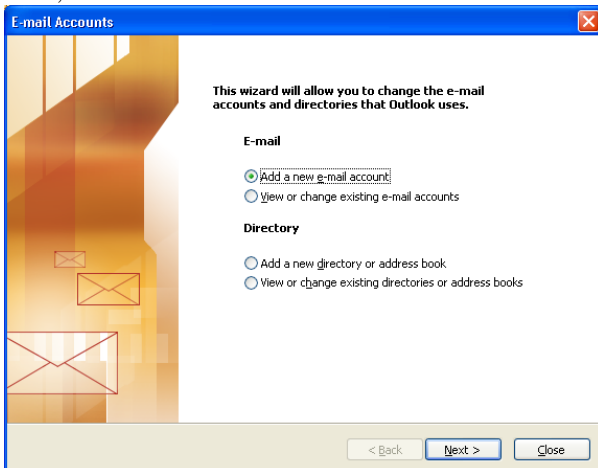 E-mail Accounts
This wizard will allow you to change the e-mail
accounts and directories that Outlook uses.
E-mail
Add a new e-mail account
View or change existing e-mail accounts
Directory
Add a new directory or address book
View or change existing directories or address books
< Back Next > Close